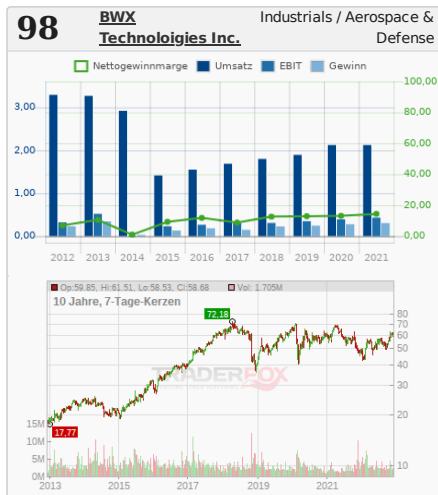 98
BWX
Technoloigies Inc.
Industrials / Aerospace &
Defense
Nettogewinnmarge Umsatz EBIT Gewinn
100,00
3,00
80,00
60,00
2,00
40,00
1,00
20,00
0,00
0,00
2012 2013 2014 2015 2016 2017 2018 2019 2020 2021
Op:59.85, Hi:61.51, Lo:58.53, Cl:58.68 Vol: 1.705M
10 Jahre, 7-Tage-Kerzen
72,18
80
70
60
50
40
30
TRADERFOX
20
15M
17,77
10M
5M
10
0M
2013 2015 2017 2019 2021